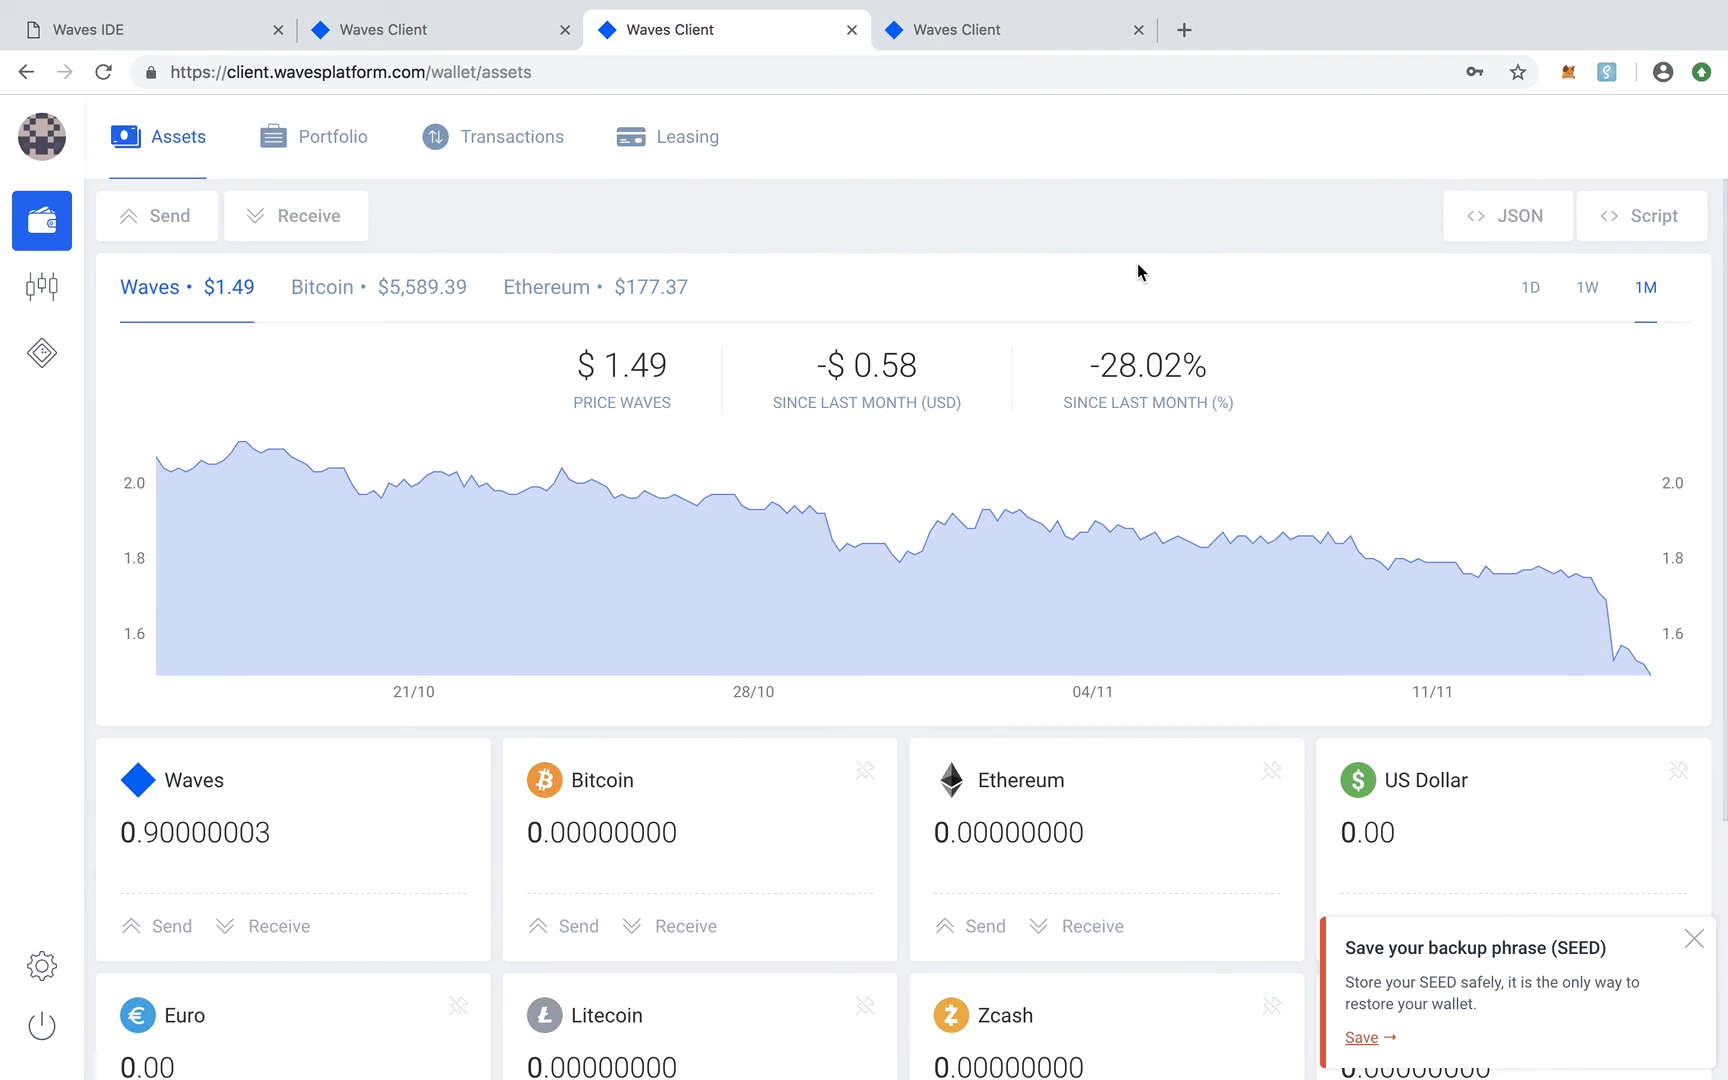 Waves IDE
Waves Client
Waves Client
Waves Client
https://client.wavesplatform.com/wallet/assets
Assets
Portfolio
Transactions
Leasing
Send
Receive
<> JSON
<> Script
Waves • $1.49
Bitcoin • $5,589.39
Ethereum • $177.37
1D
1W
1M
$ 1.49
PRICE WAVES
-$ 0.58
SINCE LAST MONTH (USD)
-28.02%
SINCE LAST MONTH (%)
2.0
2.0
1.8
1.8
1.6
1.6
21/10
28/10
04/11
11/11
Waves
0.90000003
Send
Receive
Bitcoin
0.00000000
Send
Receive
Ethereum
0.00000000
Send
Receive
US Dollar
0.00
Euro
0.00
Litecoin
0.00000000
Zcash
0.00000000
Save your backup phrase (SEED)
Store your SEED safely, it is the only way to
restore your wallet.
Save →